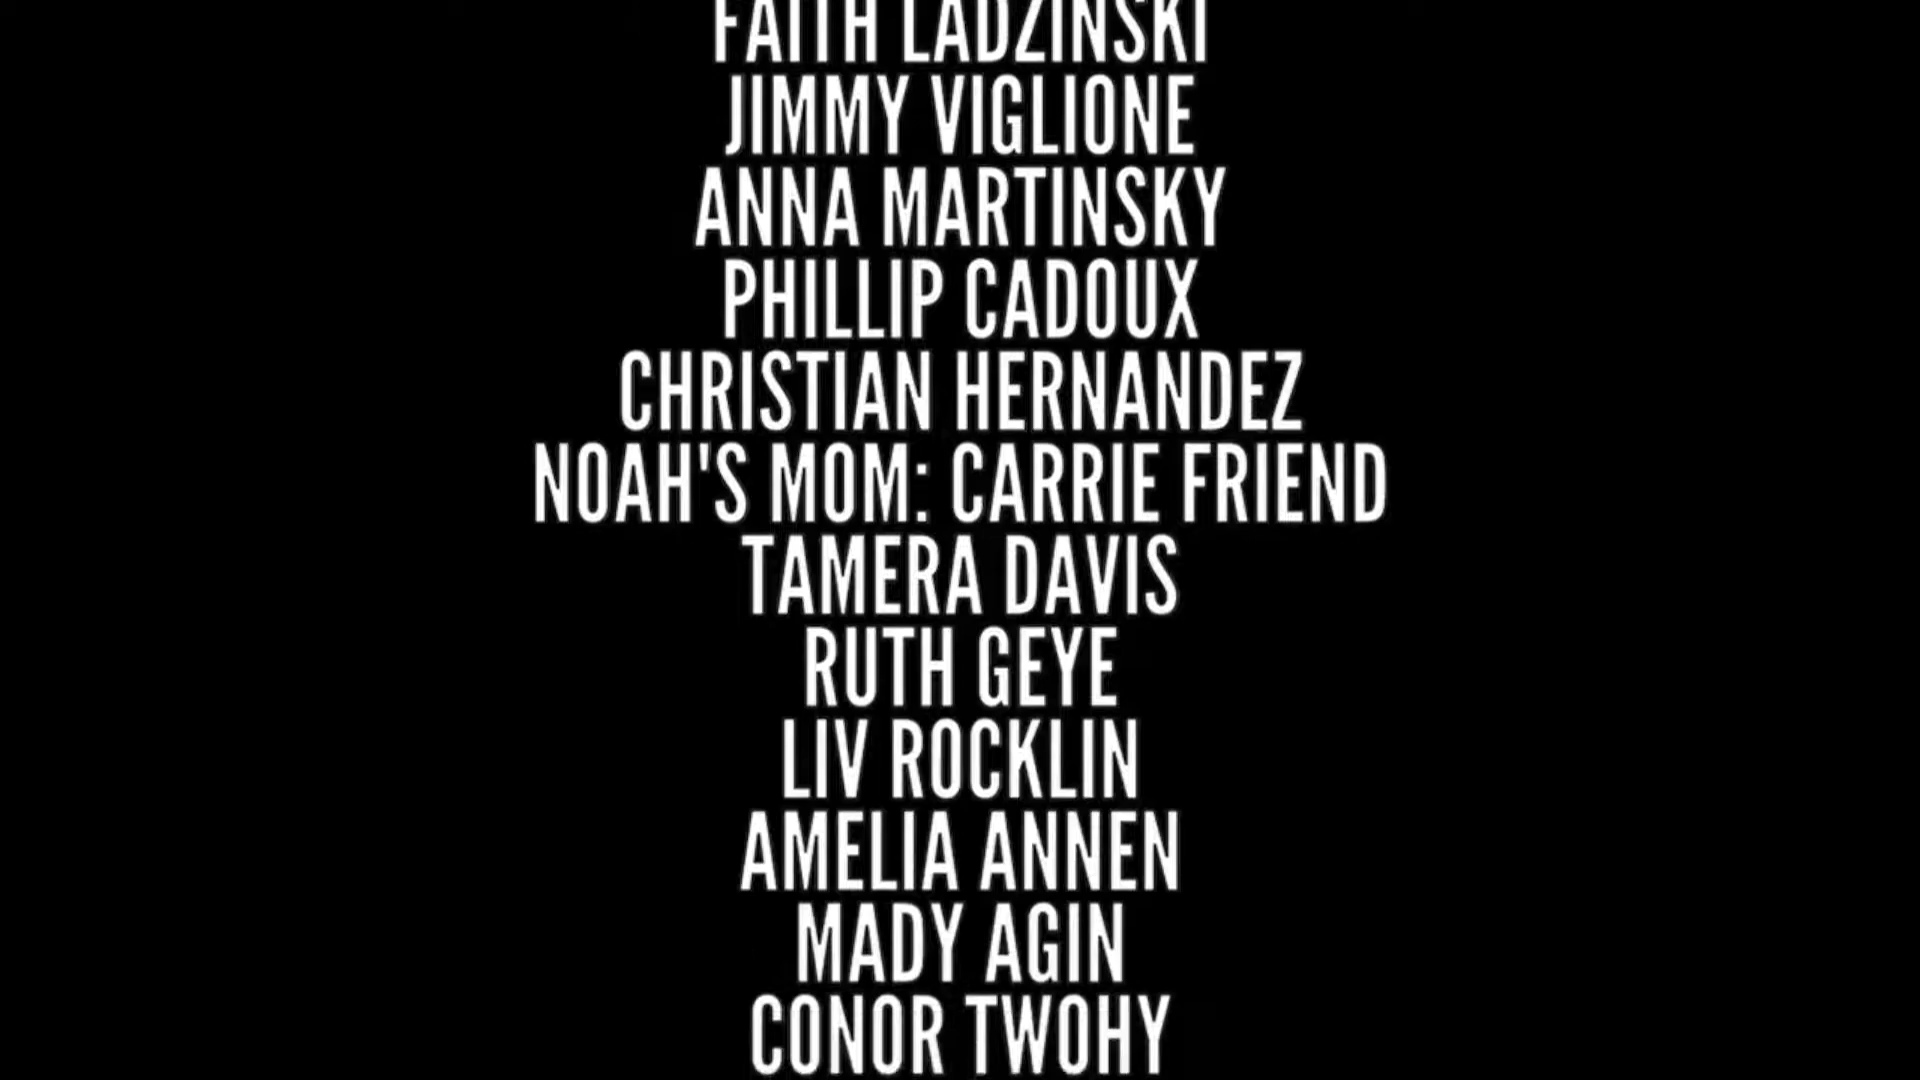 FAITH LADZINSKI
JIMMY VIGLIONE
ANNA MARTINSKY
PHILLIP CADOUX
CHRISTIAN HERNANDEZ
NOAH'S MOM: CARRIE FRIEND
TAMERA DAVIS
RUTH GEYE
LIV ROCKLIN
AMELIA ANNEN
MADY AGIN
CONOR TWOHY